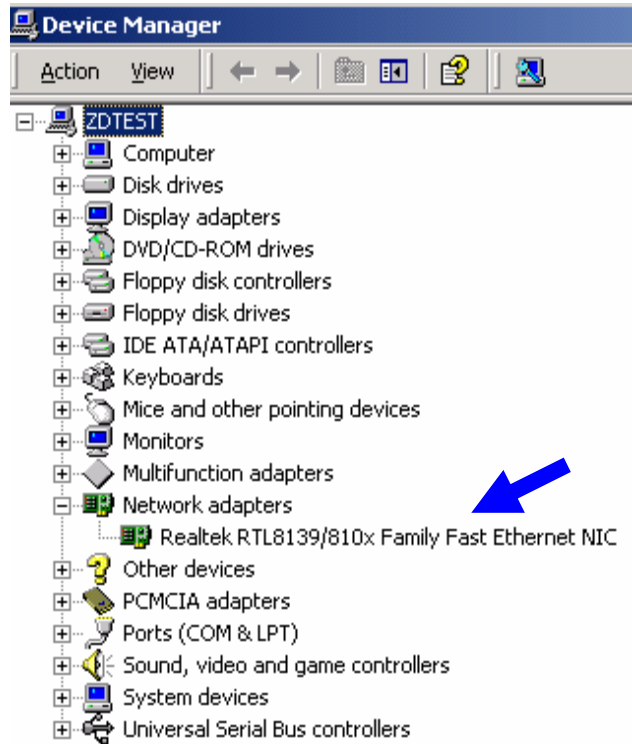 Device Manager
Action View
ZDTEST
Computer
Disk drives
Display adapters
DVD/CD-ROM drives
Floppy disk controllers
Floppy disk drives
IDE ATA/ATAPI controllers
Keyboards
Mice and other pointing devices
Monitors
Multifunction adapters
Network adapters
Realtek RTL8139/810x Family Fast Ethernet NIC
Other devices
PCMCIA adapters
Ports (COM & LPT)
Sound, video and game controllers
System devices
Universal Serial Bus controllers